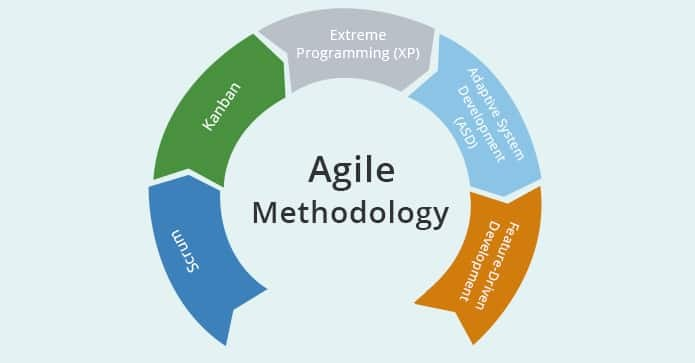 Extreme
Programming (XP)
Adaptive System
Development
(ASD)
Kanban
Agile
Methodology
Scrum
Feature-Driven
Development